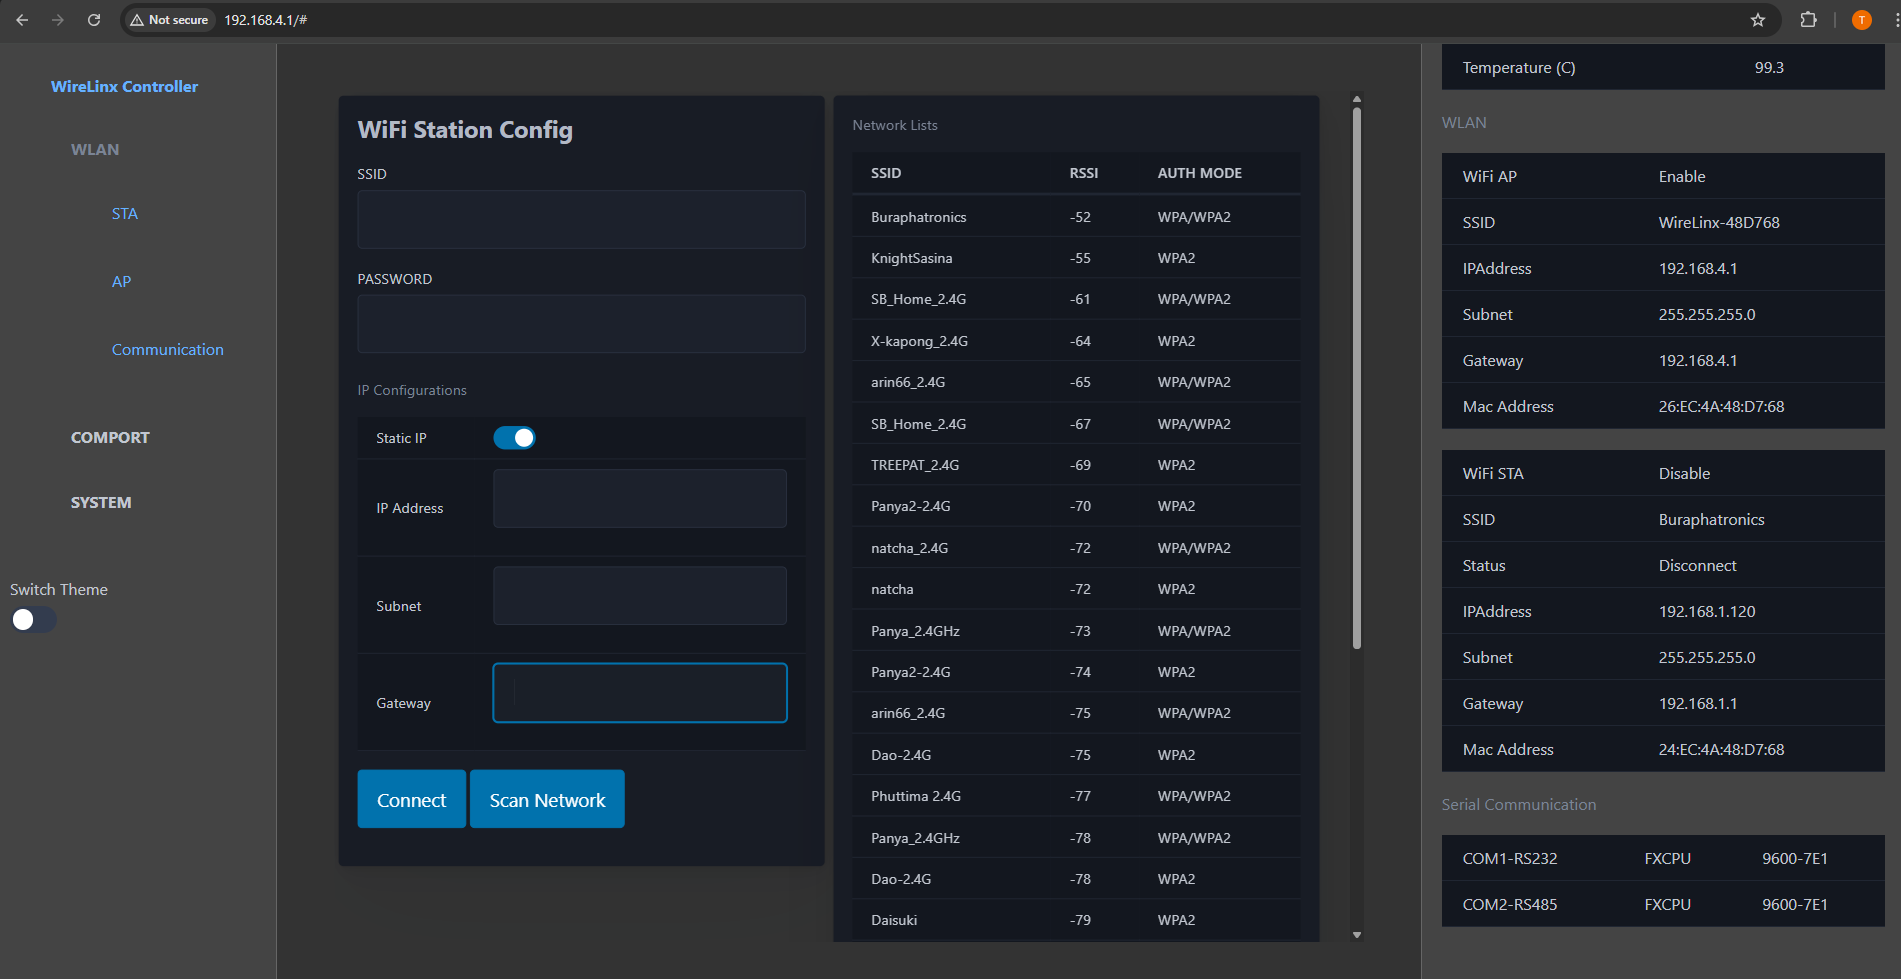 Not secure 192.168.4.1/#
T
WireLinx Controller
WLAN
STA
AP
Communication
COMPORT
SYSTEM
Switch Theme
WiFi Station Config
SSID
PASSWORD
IP Configurations
Static IP
IP Address
Subnet
Gateway
Connect Scan Network
Network Lists
SSID RSSI AUTH MODE
Buraphatronics -52 WPA/WPA2
KnightSasina -55 WPA2
SB_Home_2.4G -61 WPA/WPA2
X-kapong_2.4G -64 WPA2
arin66_2.4G -65 WPA/WPA2
SB_Home_2.4G -67 WPA/WPA2
TREEPAT_2.4G -69 WPA2
Panya2-2.4G -70 WPA2
natcha_2.4G -72 WPA/WPA2
natcha -72 WPA2
Panya_2.4GHz -73 WPA/WPA2
Panya2-2.4G -74 WPA2
arin66_2.4G -75 WPA/WPA2
Dao-2.4G -75 WPA2
Phuttima 2.4G -77 WPA/WPA2
Panya_2.4GHz -78 WPA/WPA2
Dao-2.4G -78 WPA2
Daisuki -79 WPA2
Temperature (C) 99.3
WLAN
WiFi AP Enable
SSID WireLinx-48D768
IPAddress 192.168.4.1
Subnet 255.255.255.0
Gateway 192.168.4.1
Mac Address 26:EC:4A:48:D7:68
WiFi STA Disable
SSID Buraphatronics
Status Disconnect
IPAddress 192.168.1.120
Subnet 255.255.255.0
Gateway 192.168.1.1
Mac Address 24:EC:4A:48:D7:68
Serial Communication
COM1-RS232 FXCPU 9600-7E1
COM2-RS485 FXCPU 9600-7E1